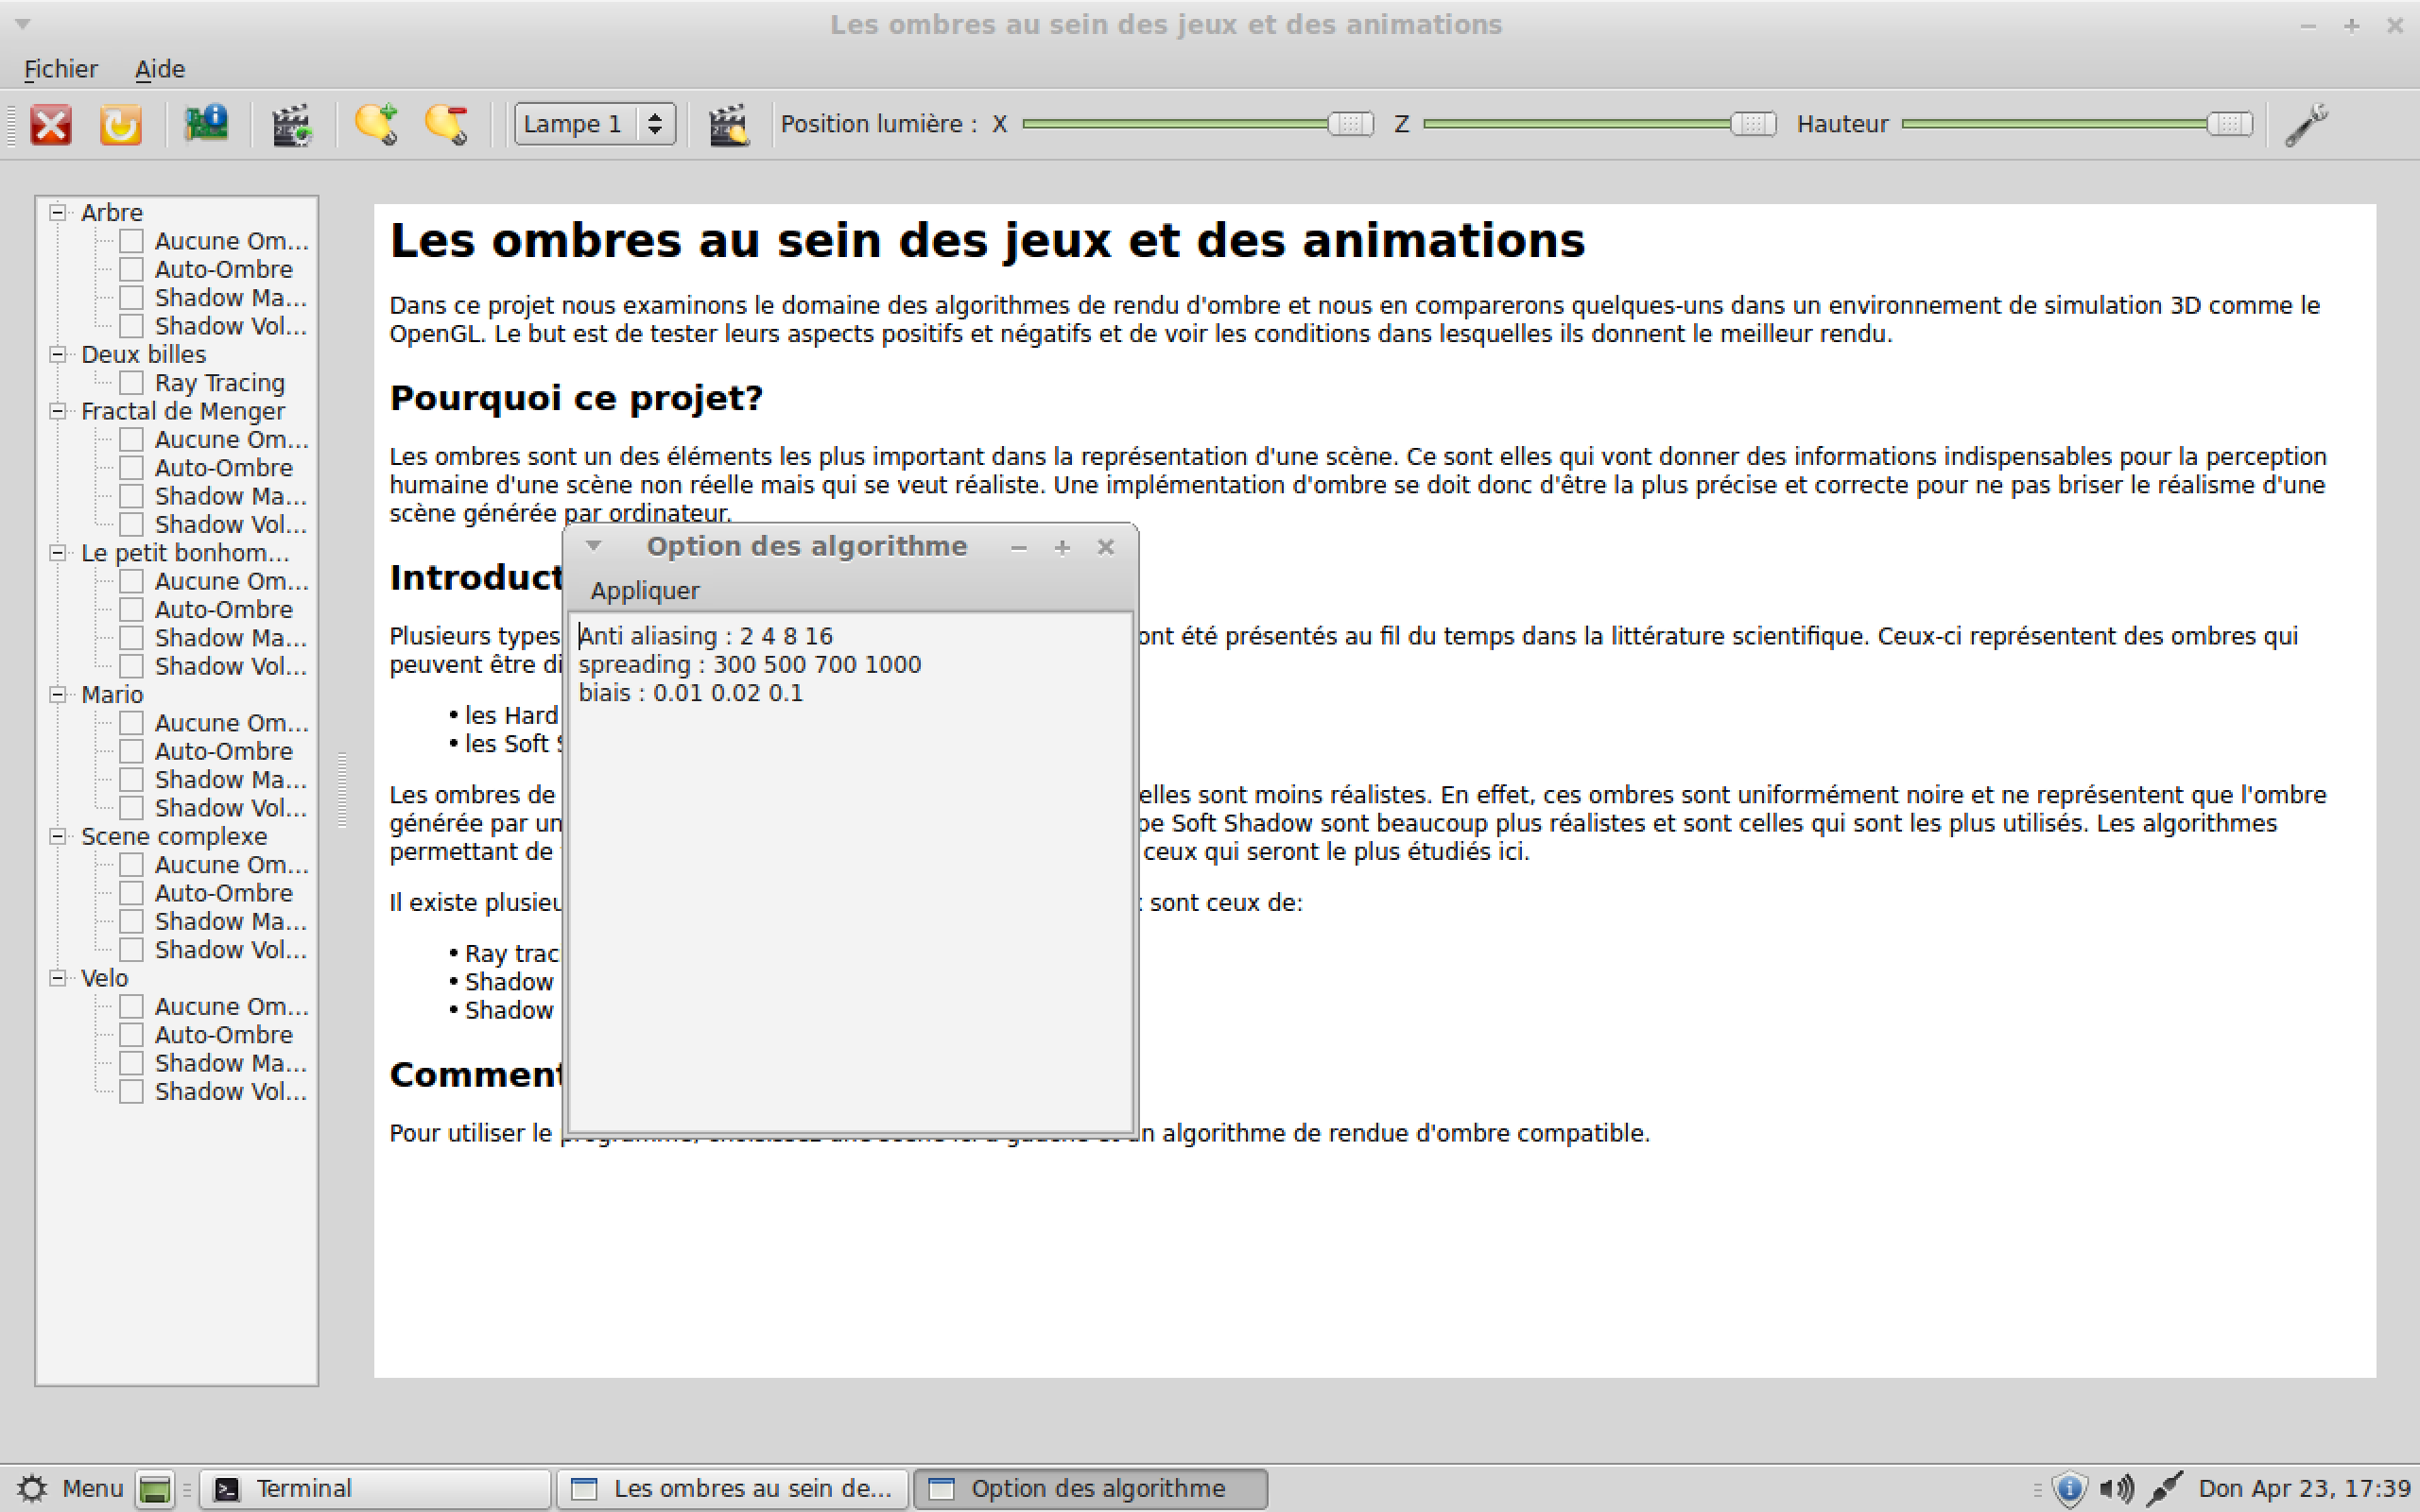 Les ombres au sein des jeux et des animations
Fichier Aide
Lampe 1 Position lumière : X Z Hauteur
Arbre
Aucune Om...
Auto-Ombre
Shadow Ma...
Shadow Vol...
Deux billes
Ray Tracing
Fractal de Menger
Aucune Om...
Auto-Ombre
Shadow Ma...
Shadow Vol...
Le petit bonhom...
Aucune Om...
Auto-Ombre
Shadow Ma...
Shadow Vol...
Mario
Aucune Om...
Auto-Ombre
Shadow Ma...
Shadow Vol...
Scene complexe
Aucune Om...
Auto-Ombre
Shadow Ma...
Shadow Vol...
Velo
Aucune Om...
Auto-Ombre
Shadow Ma...
Shadow Vol...
Les ombres au sein des jeux et des animations
Dans ce projet nous examinons le domaine des algorithmes de rendu d'ombre et nous en comparerons quelques-uns dans un environnement de simulation 3D comme le
OpenGL. Le but est de tester leurs aspects positifs et négatifs et de voir les conditions dans lesquelles ils donnent le meilleur rendu.
Pourquoi ce projet?
Les ombres sont un des éléments les plus important dans la représentation d'une scène. Ce sont elles qui vont donner des informations indispensables pour la perception
humaine d'une scène non réelle mais qui se veut réaliste. Une implémentation d'ombre se doit donc d'être la plus précise et correcte pour ne pas briser le réalisme d'une
scène générée par ordinateur.
Introduct
Plusieurs types ont été présentés au fil du temps dans la littérature scientifique. Ceux-ci représentent des ombres qui
peuvent être di
• les Hard
• les Soft
Les ombres de elles sont moins réalistes. En effet, ces ombres sont uniformément noire et ne représentent que l'ombre
générée par un pe Soft Shadow sont beaucoup plus réalistes et sont celles qui sont les plus utilisés. Les algorithmes
permettant de ceux qui seront le plus étudiés ici.
Il existe plusieu sont ceux de:
• Ray trac
• Shadow
• Shadow
Comment
Pour utiliser le programme, choisissez une scène ici à gauche et un algorithme de rendue d'ombre compatible.
Option des algorithme
Appliquer
Anti aliasing : 2 4 8 16
spreading : 300 500 700 1000
biais : 0.01 0.02 0.1
Menu Terminal Les ombres au sein de... Option des algorithme Don Apr 23, 17:39